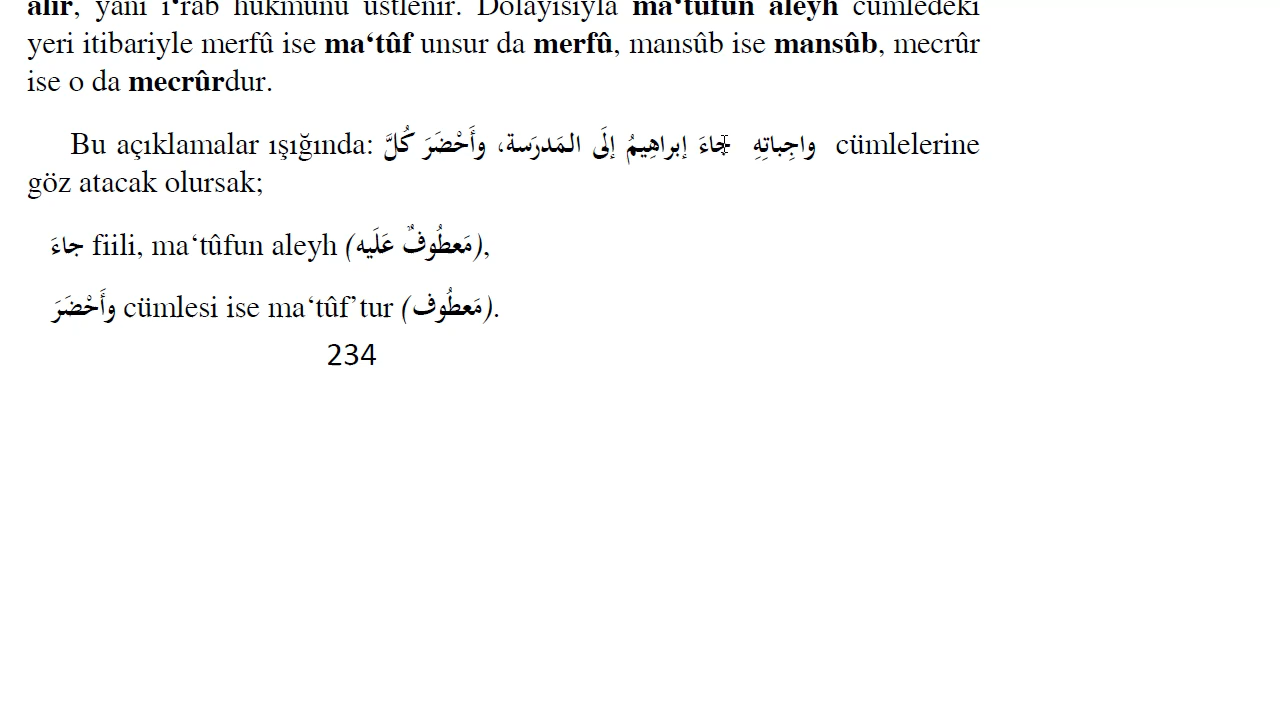 alır, yani i‘râb hükmünü üstlenir. Dolayısıyla ma‘tûfun aleyh cümledeki
yeri itibariyle merfû ise ma‘tûf unsur da merfû, mansûb ise mansûb, mecrûr
ise o da mecrûrdur.
Bu açıklamalar ışığında: جاءَ إبراهِيمُ إلَى المَدرَسة، وأَحْضَرَ كُلَّ واجِباتِهِ cümlelerine
göz atacak olursak;
جاءَ fiili, ma‘tûfun aleyh (مَعطُوفٌ عَلَيه),
وأَحْضَرَ cümlesi ise ma‘tûf’tur (مَعطُوف).
234